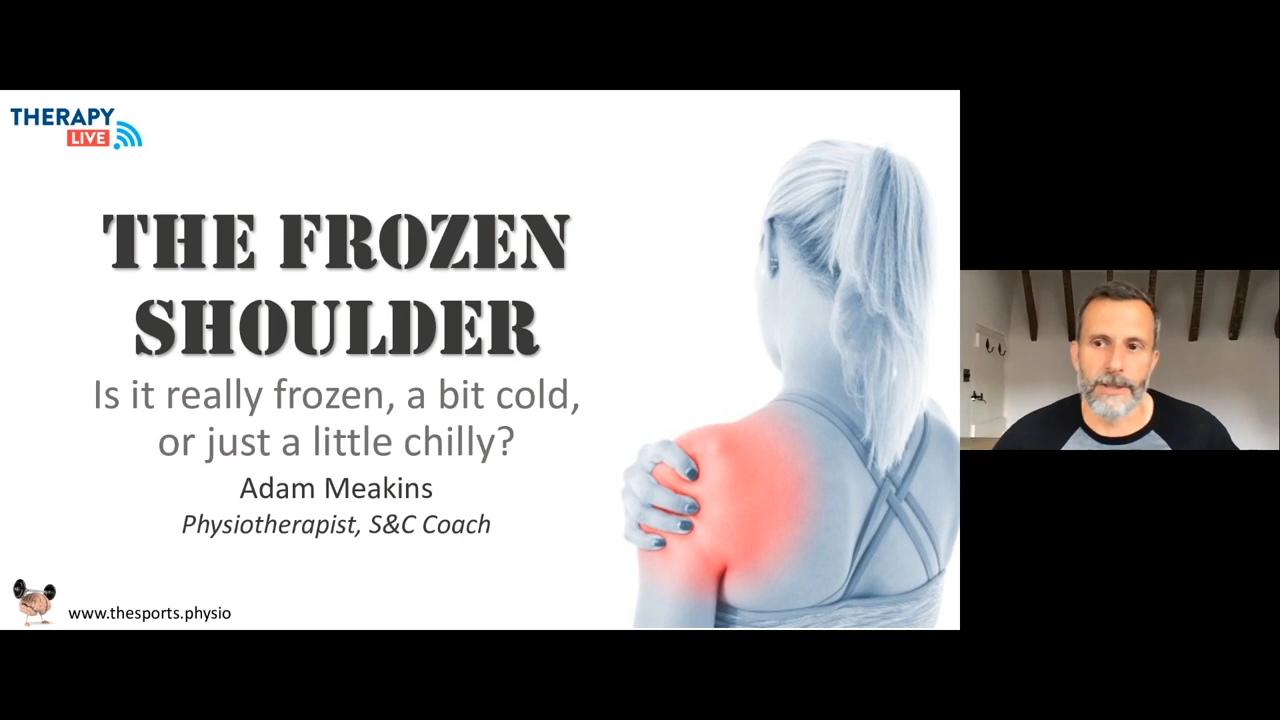 THERAPY
LIVE
THE FROZEN
SHOULDER
Is it really frozen, a bit cold,
or just a little chilly?
Adam Meakins
Physiotherapist, S&C Coach
www.thesports.physio